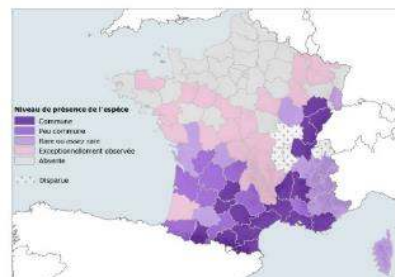 Niveau de présence de l'espèce
Commune
Peu commune
Rare ou assez rare
Exceptionnellement observée
Absente
Disparue